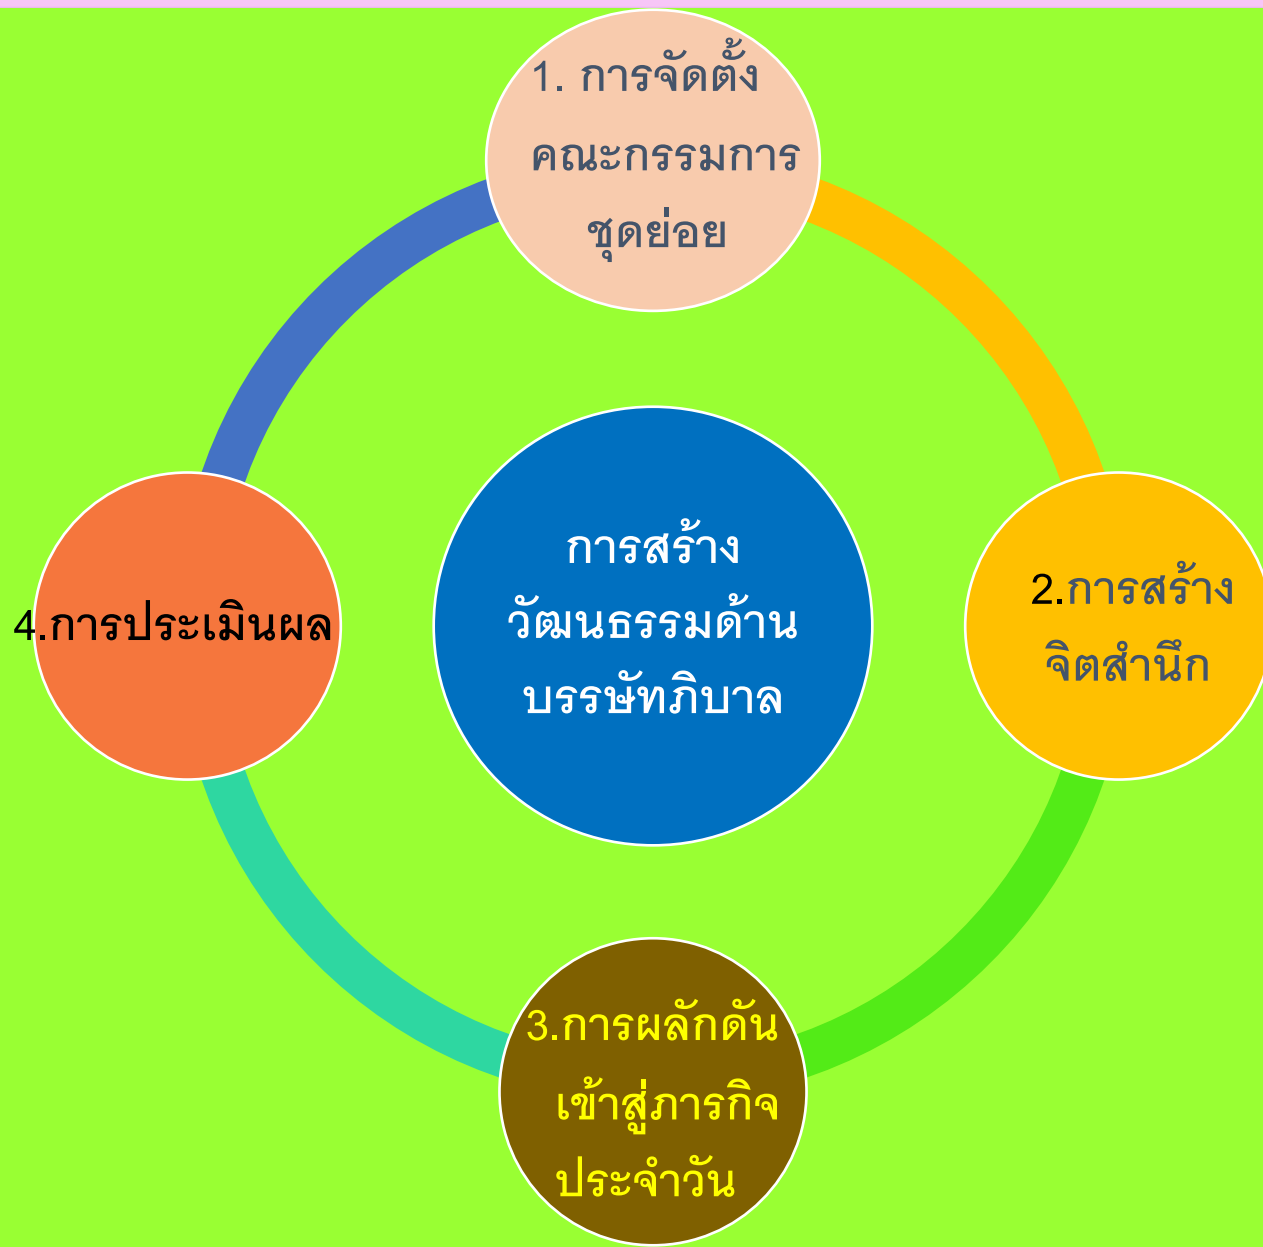 1. การจัดตั้ง
คณะกรรมการ
ชุดย่อย
การสร้าง
วัฒนธรรมด้าน
บรรษัทภิบาล
2.การสร้าง
จิตสำนึก
3.การผลักดัน
เข้าสู่ภารกิจ
ประจำวัน
4.การประเมินผล